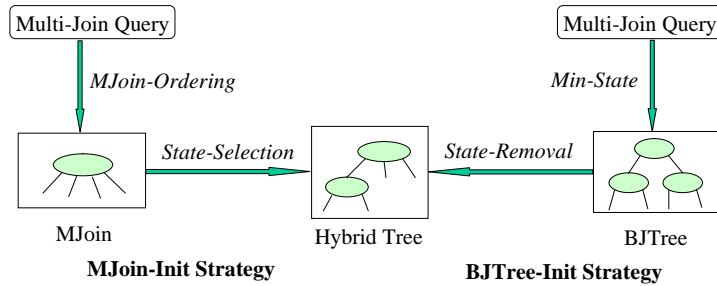 Multi-Join Query
Multi-Join Query
MJoin-Ordering
Min-State
State-Selection
State-Removal
MJoin
Hybrid Tree
BJTree
MJoin-Init Strategy
BJTree-Init Strategy